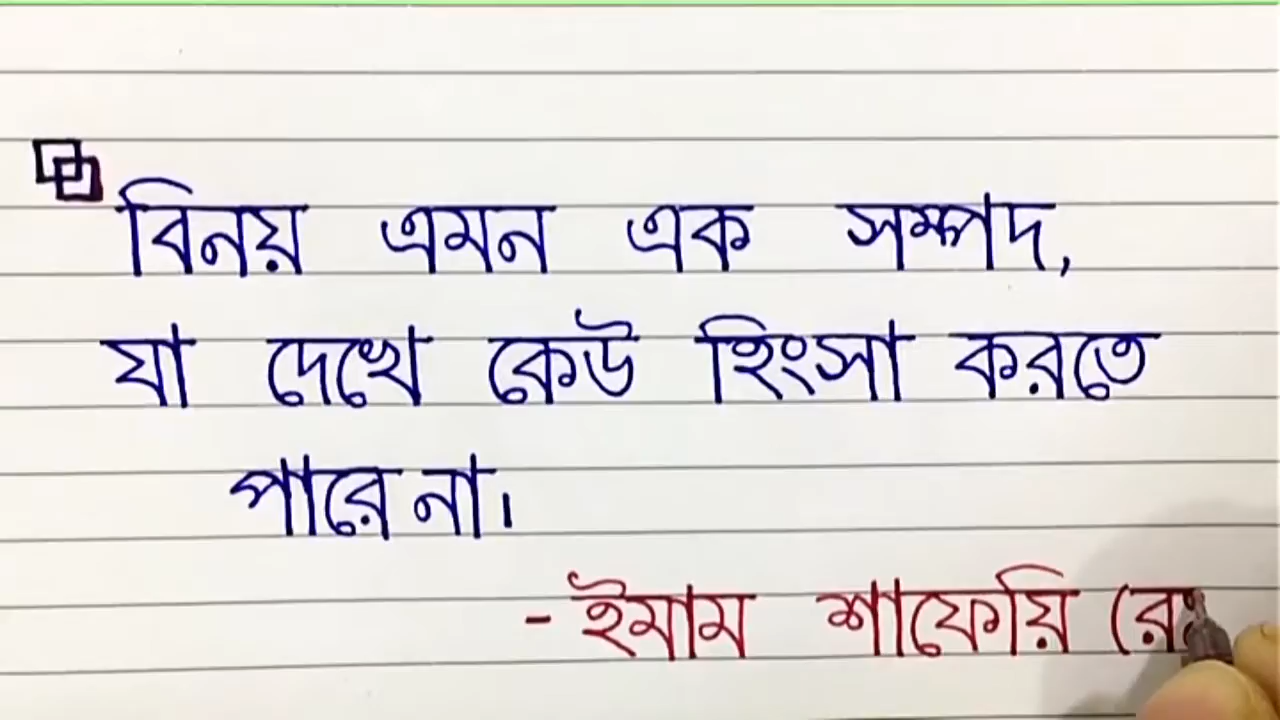 বিনয় এমন এক সম্পদ,
যা দেখে কেউ হিংসা করতে
পারে না।
- ইমাম শাফেয়ি (র